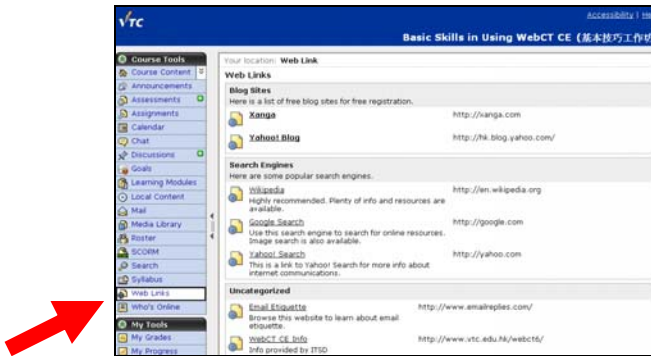 VTC
Accessibility |
Basic Skills in Using WebCT CE (基本技巧工作
Course Tools
Course Content
Announcements
Assessments
Assignments
Calendar
Chat
Discussions
Goals
Learning Modules
Local Content
Mail
Media Library
Roster
SCORM
Search
Syllabus
Web Links
Who's Online
My Tools
My Grades
My Progress
Your location: Web Link
Web Links
Blog Sites
Here is a list of free blog sites for free registration.
Xanga http://xanga.com
Yahoo! Blog http://hk.blog.yahoo.com/
Search Engines
Here are some popular search engines.
Wikipedia http://en.wikipedia.org
Highly recommended. Plenty of info and resources are
available.
Google Search http://google.com
Use this search engine to search for online resources.
Image search is also available.
Yahoo! Search http://yahoo.com
This is a link to Yahoo! Search for more info about
internet communications.
Uncategorized
Email Etiquette http://www.emailreplies.com/
Browse this website to learn about email
etiquette.
WebCT CE Info http://www.vtc.edu.hk/webct6/
Info provided by ITSD